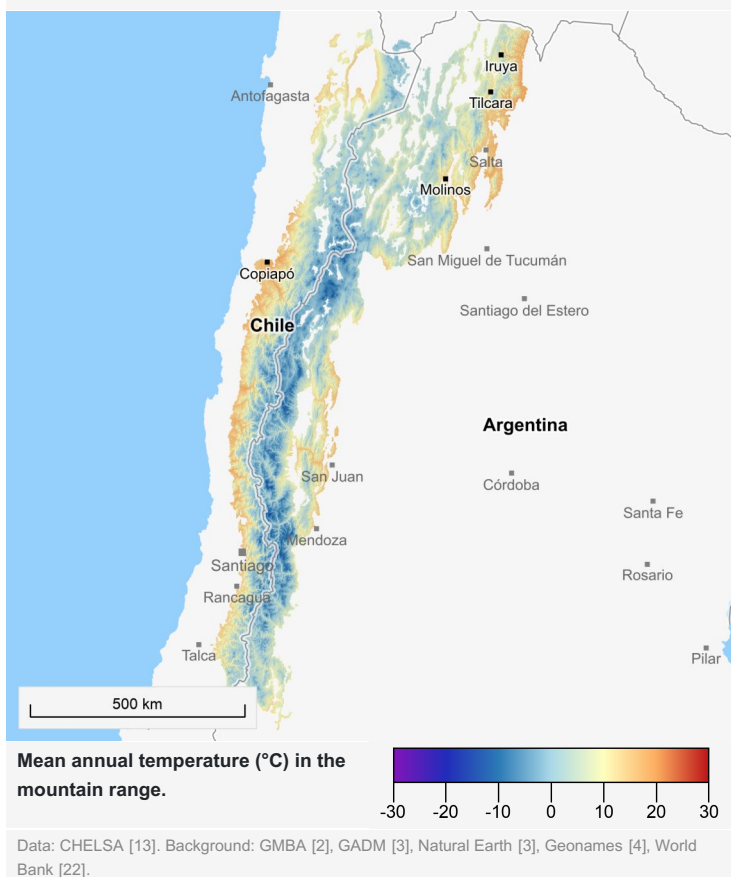 Iruya
Antofagasta
Tilcara
Salta
Molinos
San Miguel de Tucumán
Copiapó
Santiago del Estero
Chile
Argentina
San Juan
Córdoba
Santa Fe
Mendoza
Santiago
Rosario
Rancagua
Talca
Pilar
500 km
Mean annual temperature (°C) in the
mountain range.
-30 -20 -10 0 10 20 30
Data: CHELSA [13]. Background: GMBA [2], GADM [3], Natural Earth [3], Geonames [4], World
Bank [22].